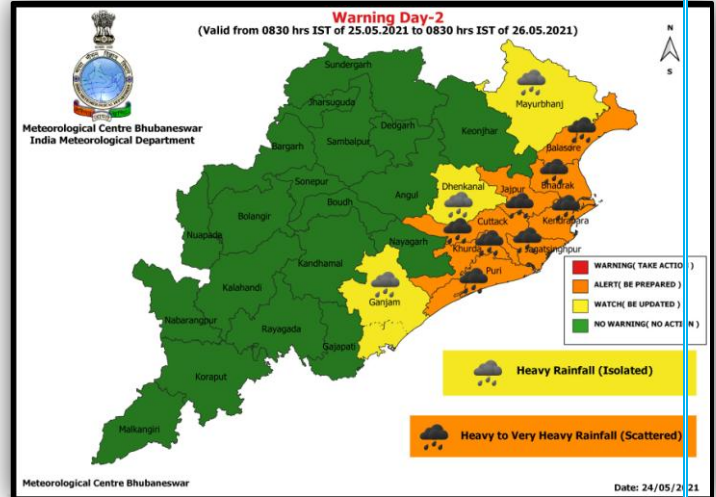 Warning Day-2
(Valid from 0830 hrs IST of 25.05.2021 to 0830 hrs IST of 26.05.2021)
Meteorological Centre Bhubaneswar
India Meteorological Department
N
S
Sundergarh
Mayurbhanj
Jharsuguda
Keonjhar
Balasore
Deogarh
Bargarh
Sambalpur
Bhadrak
Dhenkanal
Jajpur
Sonepur
Angul
Kendrapara
Boudh
Cuttack
Bolangir
Nuapada
Nayagarh
Khurda
Jagatsinghpur
Kandhamal
Puri
Kalahandi
Ganjam
Nabarangpur
Rayagada
Gajapati
Koraput
Malkangiri
WARNING( TAKE ACTION )
ALERT( BE PREPARED )
WATCH( BE UPDATED )
NO WARNING( NO ACTION )
Heavy Rainfall (Isolated)
Heavy to Very Heavy Rainfall (Scattered)
Meteorological Centre Bhubaneswar
Date: 24/05/2021